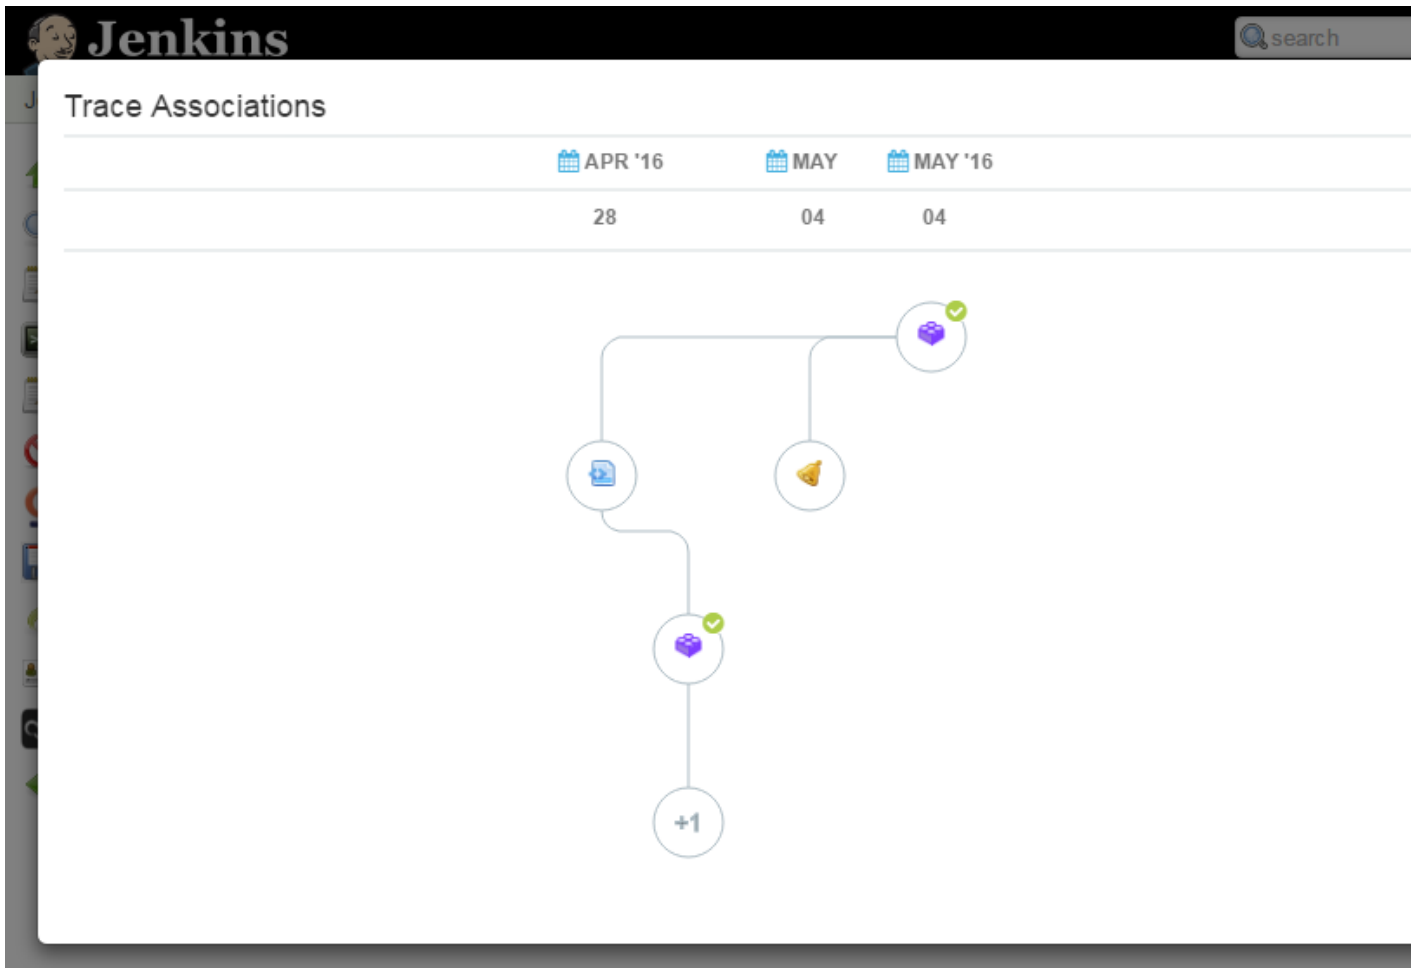 Jenkins
search
J
Trace Associations
APR '16 MAY MAY '16
28 04 04
+1